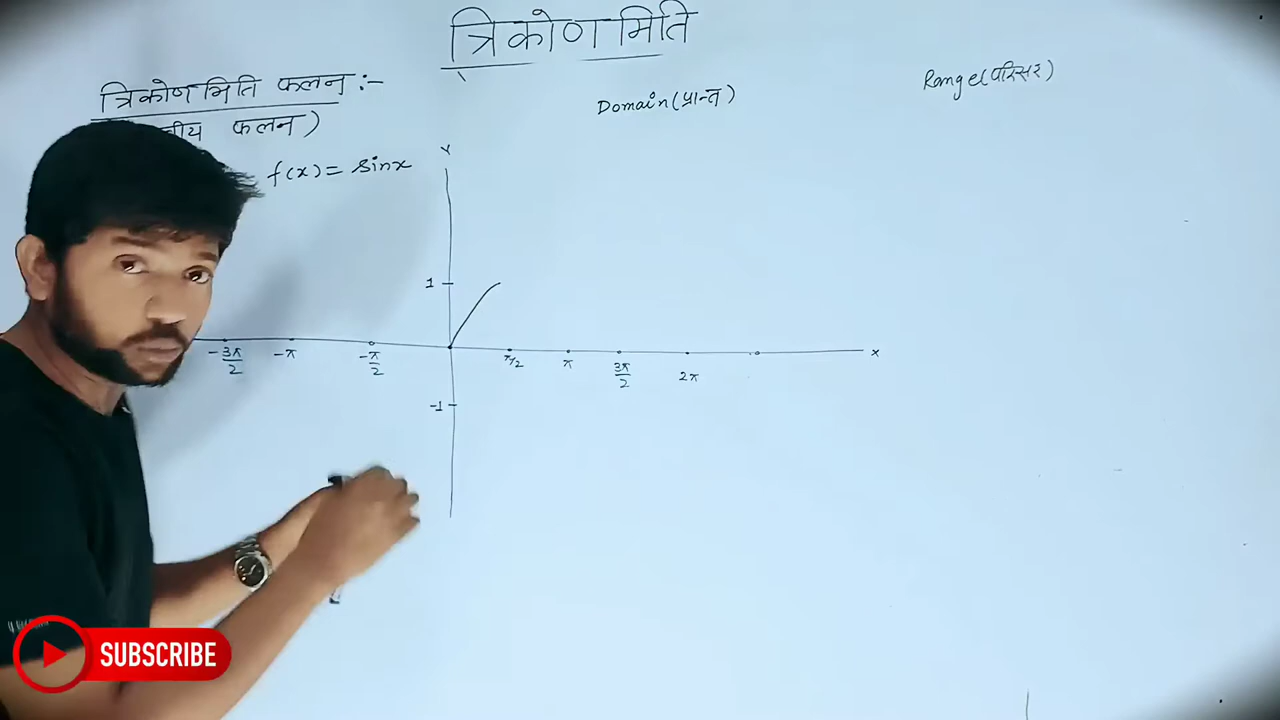 त्रिकोणमिति
त्रिकोणमिति फलन :-
Domain(प्रान्त)
Range(परिसर)
फलन)
f(x) = sinx
Y
1
-3π/2 -π -π/2 π/2 π 3π/2 2π X
-1
SUBSCRIBE